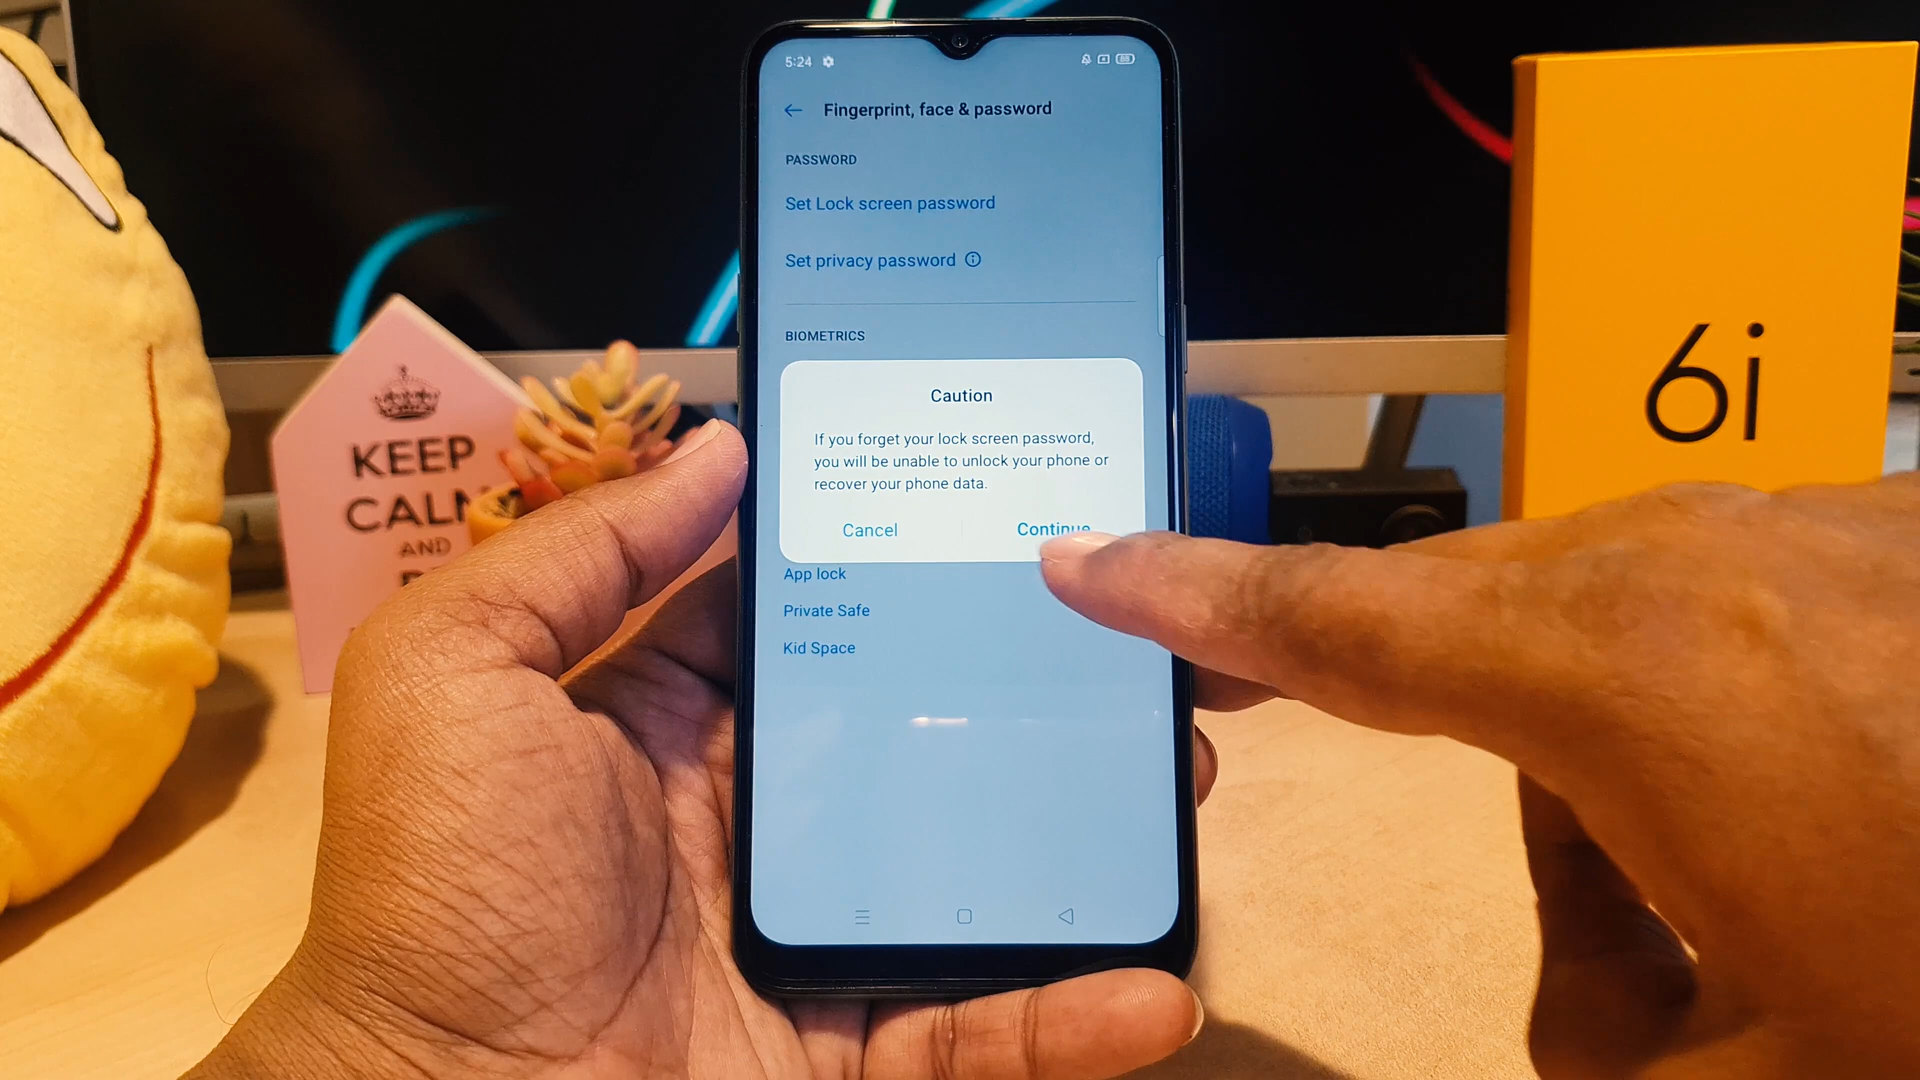 5:24
Fingerprint, face & password
PASSWORD
Set Lock screen password
Set privacy password
BIOMETRICS
Caution
If you forget your lock screen password,
you will be unable to unlock your phone or
recover your phone data.
Cancel
Continue
App lock
Private Safe
Kid Space
KEEP
CALM
AND
6i